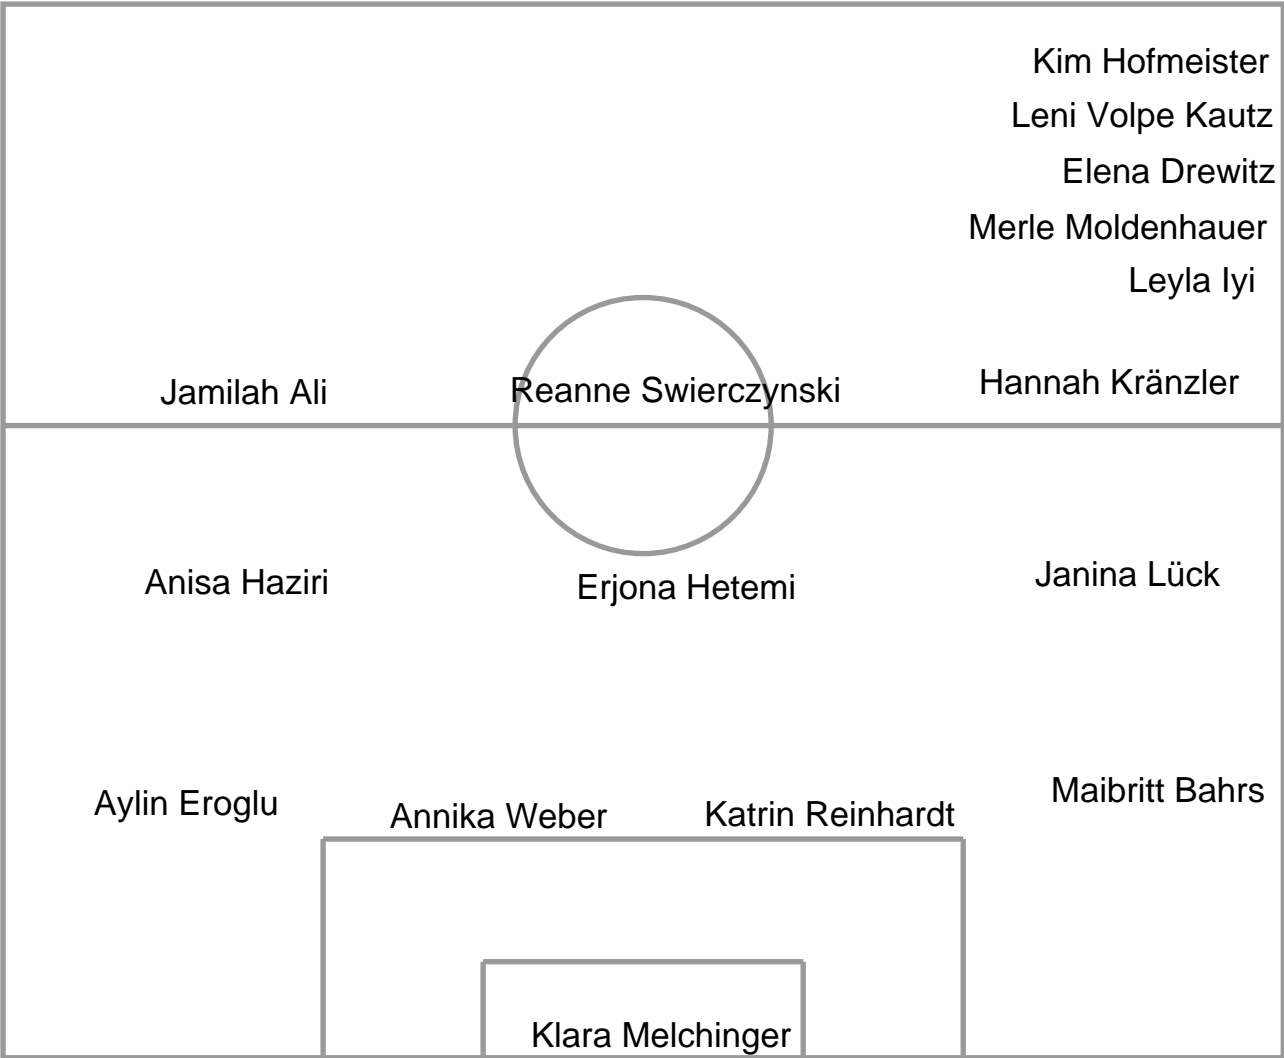 Kim Hofmeister
Leni Volpe Kautz
Elena Drewitz
Merle Moldenhauer
Leyla Iyi
Jamilah Ali
Reanne Swierczynski
Hannah Kränzler
Anisa Haziri
Erjona Hetemi
Janina Lück
Aylin Eroglu
Annika Weber
Katrin Reinhardt
Maibritt Bahrs
Klara Melchinger